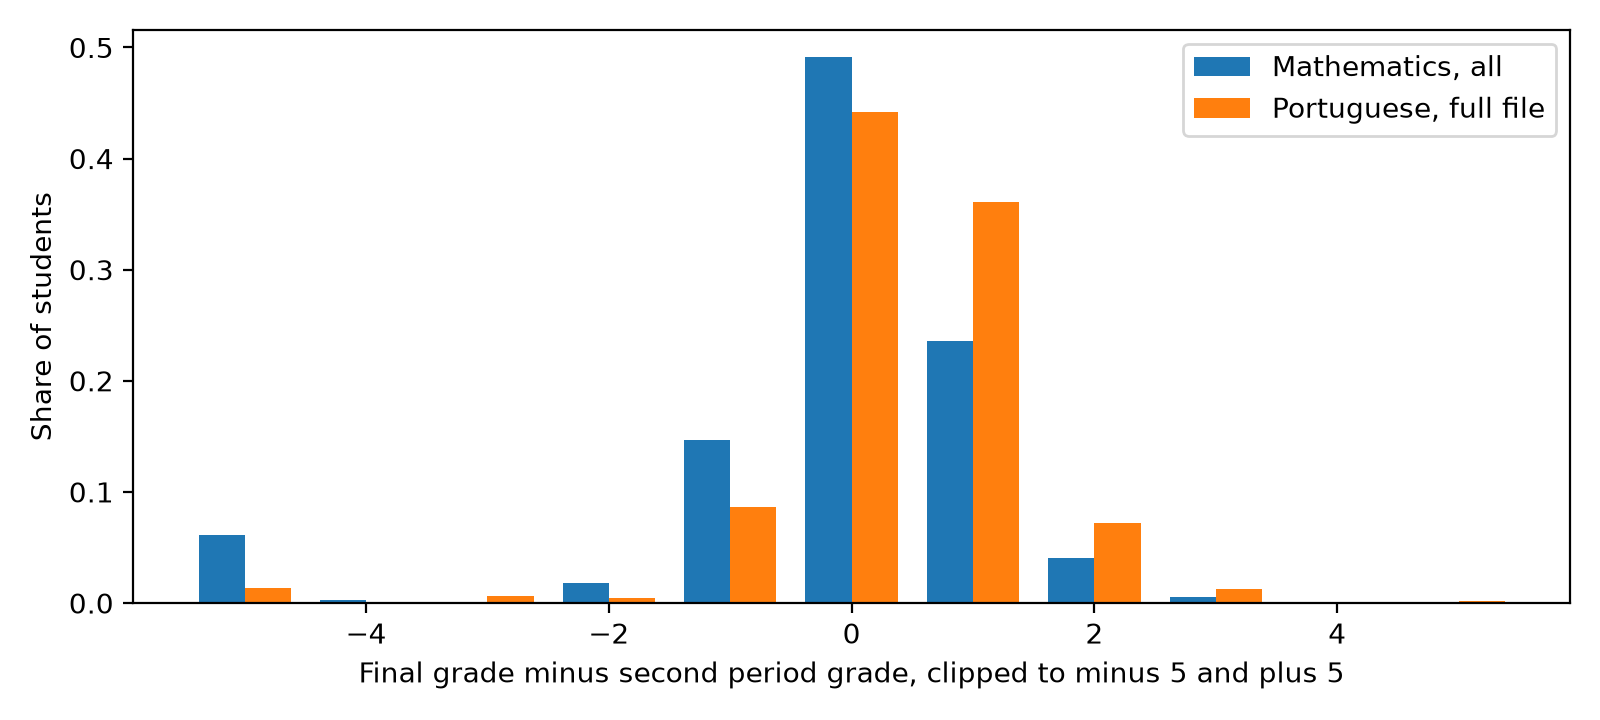 Mathematics, all
Portuguese, full file
Share of students
0.5
0.4
0.3
0.2
0.1
0.0
−4 −2 0 2 4
Final grade minus second period grade, clipped to minus 5 and plus 5